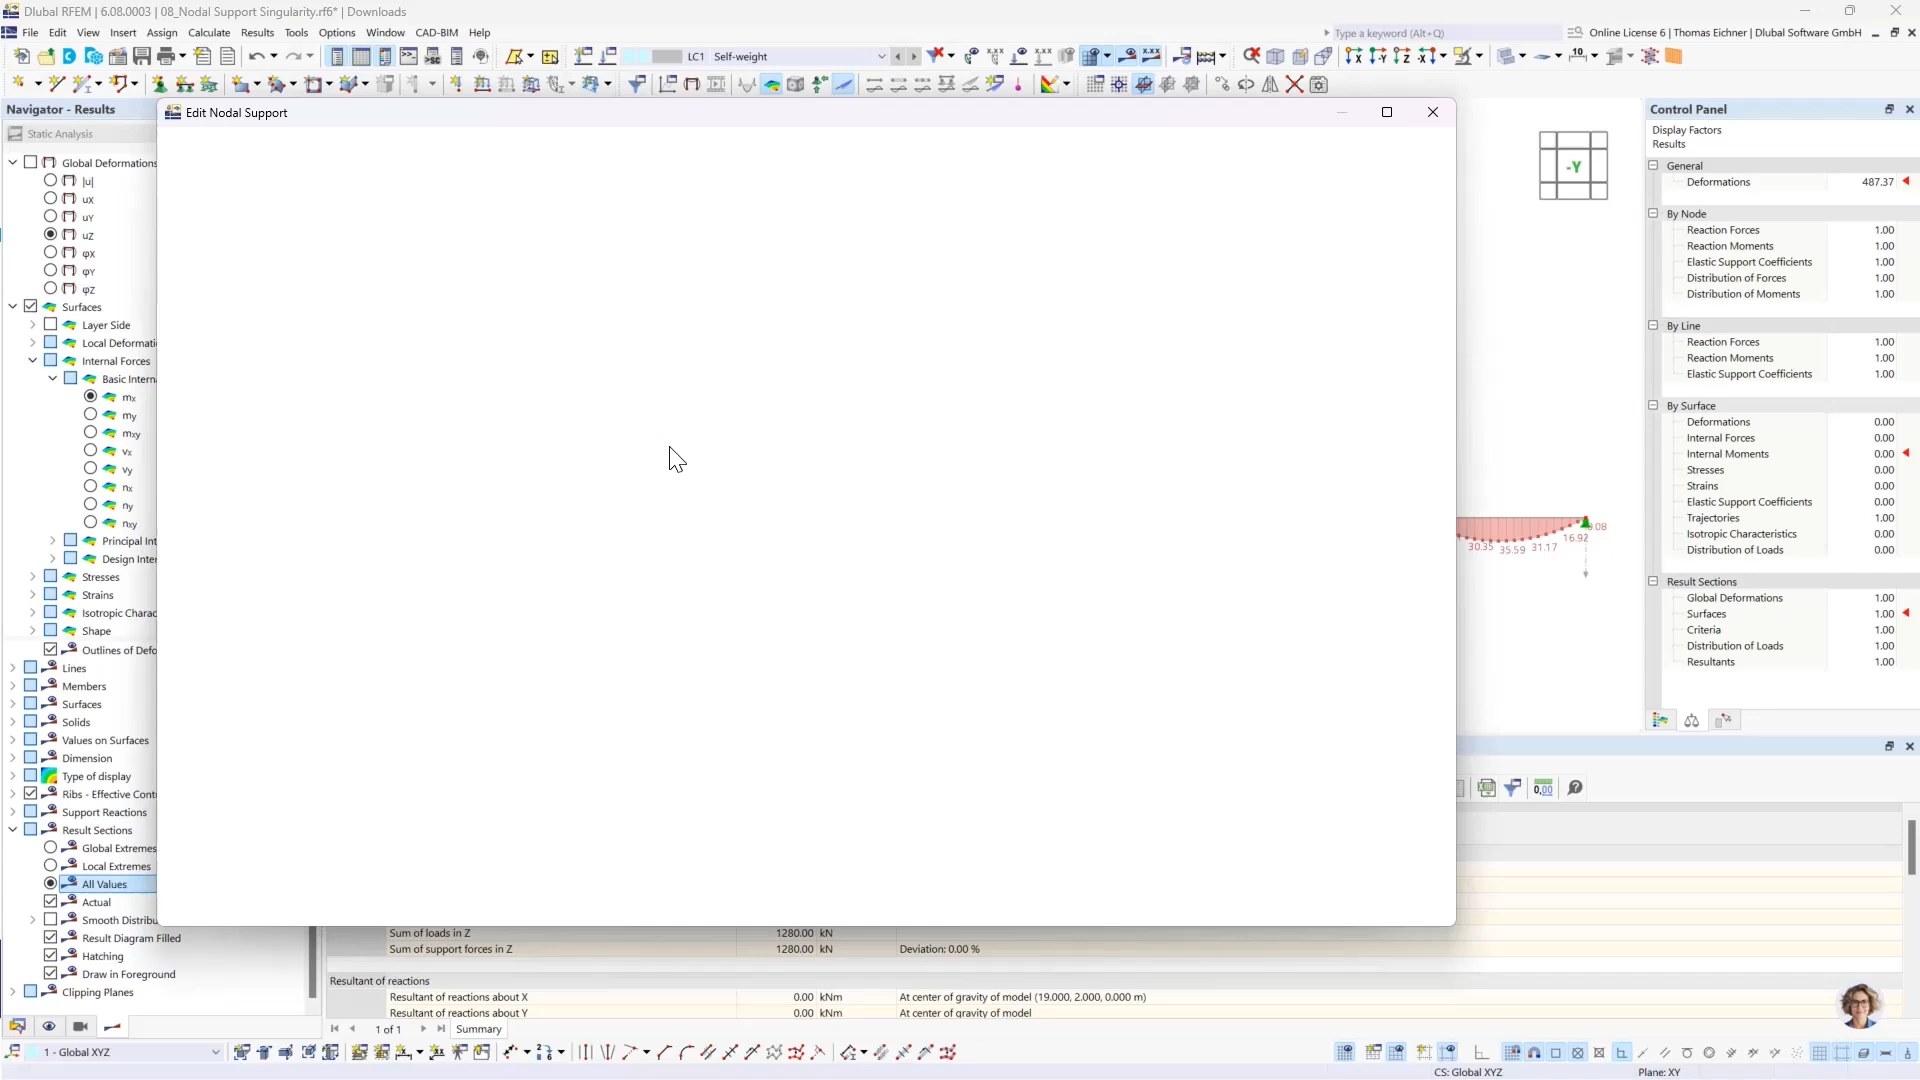 Dlubal RFEM | 6.08.0003 | 08_Nodal Support Singularity.rf6* | Downloads
File Edit View Insert Assign Calculate Results Tools Options Window CAD-BIM Help
Type a keyword (Alt+Q)
Online License 6 | Thomas Eichner | Dlubal Software GmbH
LC1 Self-weight
Navigator - Results
Static Analysis
Global Deformations
|u|
uX
uY
uZ
φX
φY
φZ
Surfaces
Layer Side
Local Deformati
Internal Forces
Basic Intern
mx
my
mxy
vx
vy
nx
ny
nxy
Principal Int
Design Inter
Stresses
Strains
Isotropic Charac
Shape
Outlines of Defo
Lines
Members
Surfaces
Solids
Values on Surfaces
Dimension
Type of display
Ribs - Effective Contr
Support Reactions
Result Sections
Global Extremes
Local Extremes
All Values
Actual
Smooth Distribu
Result Diagram Filled
Hatching
Draw in Foreground
Clipping Planes
Edit Nodal Support
-Y
0.08
16.92
30.35 35.59 31.17
Control Panel
Display Factors
Results
General
Deformations 487.37
By Node
Reaction Forces 1.00
Reaction Moments 1.00
Elastic Support Coefficients 1.00
Distribution of Forces 1.00
Distribution of Moments 1.00
By Line
Reaction Forces 1.00
Reaction Moments 1.00
Elastic Support Coefficients 1.00
By Surface
Deformations 0.00
Internal Forces 0.00
Internal Moments 0.00
Stresses 0.00
Strains 0.00
Elastic Support Coefficients 0.00
Trajectories 1.00
Isotropic Characteristics 0.00
Distribution of Loads 0.00
Result Sections
Global Deformations 1.00
Surfaces 1.00
Criteria 1.00
Distribution of Loads 1.00
Resultants 1.00
0,00
Sum of loads in Z 1280.00 kN
Sum of support forces in Z 1280.00 kN Deviation: 0.00 %
Resultant of reactions
Resultant of reactions about X 0.00 kNm At center of gravity of model (19.000, 2.000, 0.000 m)
Resultant of reactions about Y 0.00 kNm At center of gravity of model
1 of 1 Summary
1 - Global XYZ
CS: Global XYZ
Plane: XY